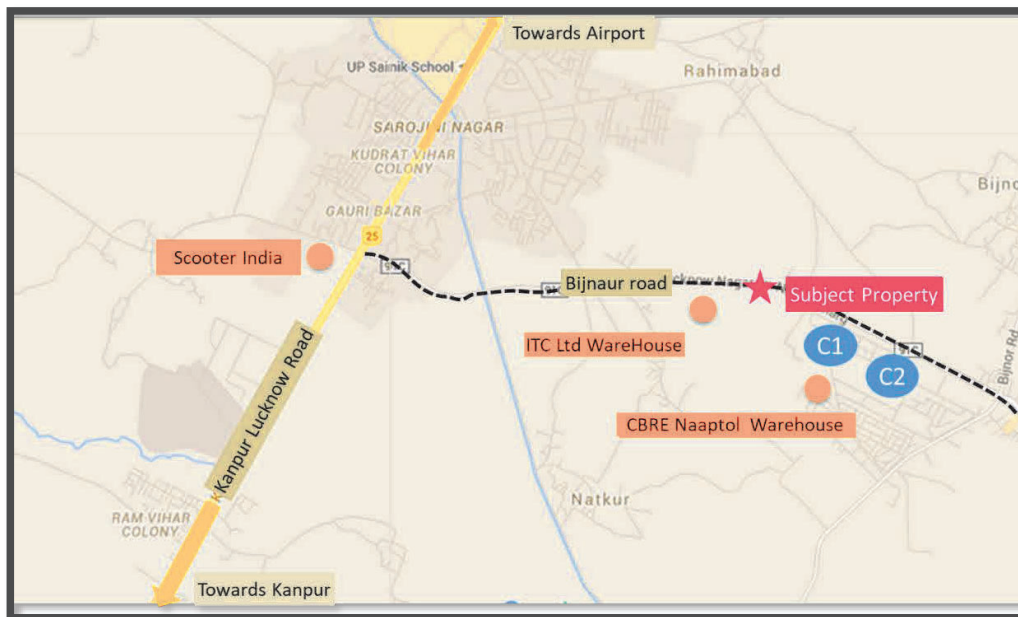 Towards Airport
UP Sainik School
Rahimabad
SAROJINI NAGAR
KUDRAT VIHAR
COLONY
Bijno
GAURI BAZAR
25
Scooter India
Bijnaur road
Subject Property
ITC Ltd WareHouse
C1
C2
Bijnor Rd
CBRE Naaptol Warehouse
Kanpur Lucknow Road
Natkur
RAM VIHAR
COLONY
Towards Kanpur